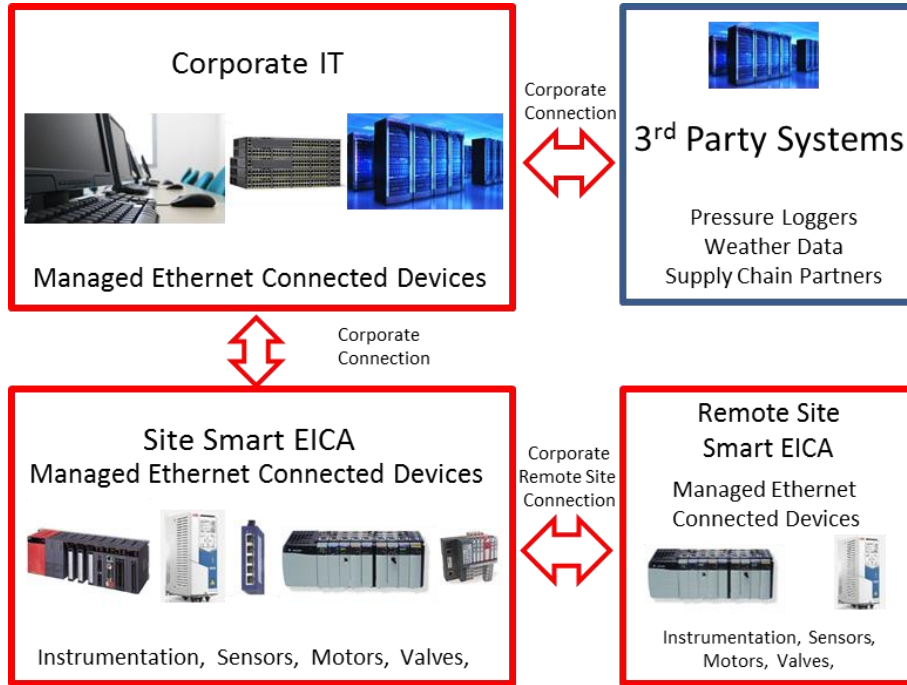 Corporate IT
Managed Ethernet Connected Devices
Corporate
Connection
3rd Party Systems
Pressure Loggers
Weather Data
Supply Chain Partners
Corporate
Connection
Site Smart EICA
Managed Ethernet Connected Devices
Instrumentation, Sensors, Motors, Valves,
Corporate
Remote Site
Connection
Remote Site
Smart EICA
Managed Ethernet
Connected Devices
Instrumentation, Sensors,
Motors, Valves,